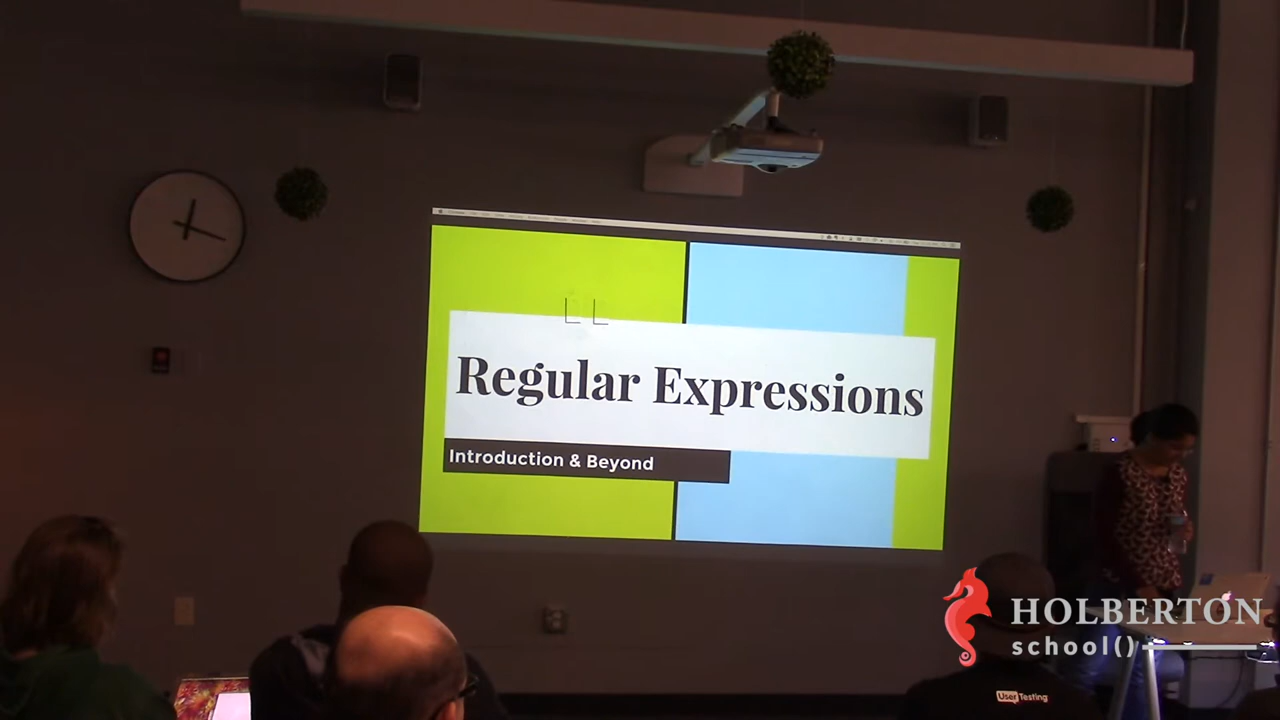 Regular Expressions
Introduction & Beyond
HOLBERTON
school()
UserTesting